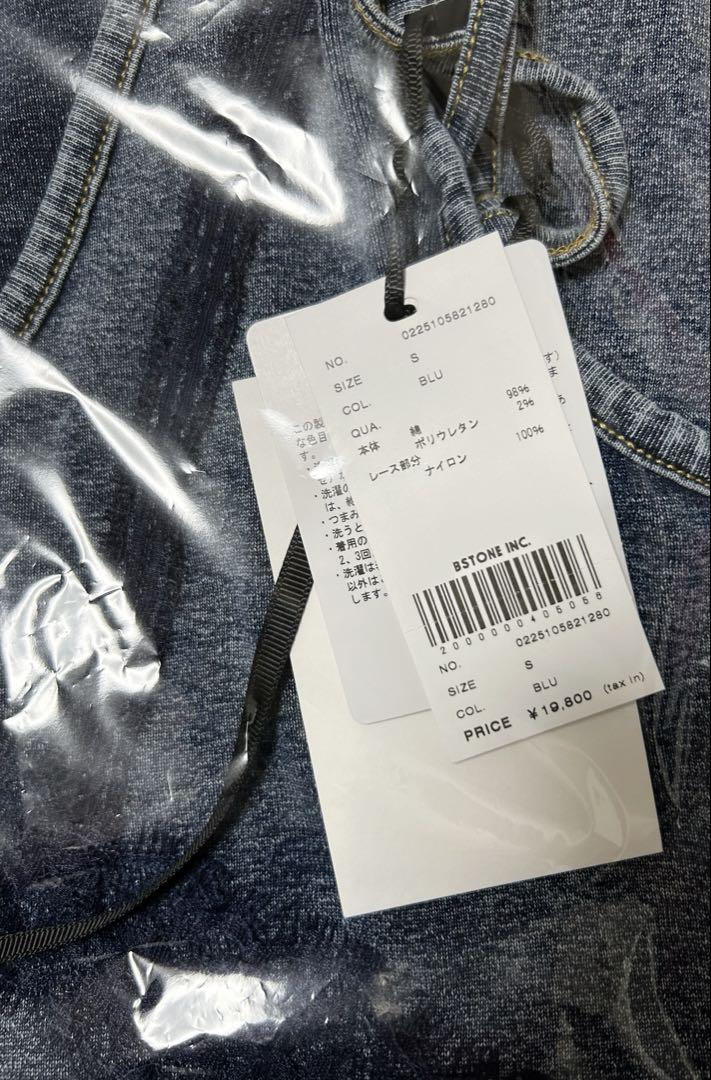 NO. 0225105821280
SIZE S
COL. BLU
QUA.
本体 綿 98%
ポリウレタン 2%
レース部分
ナイロン 100%
BSTONE INC.
2000000405056
NO. 0225105821280
SIZE S
COL. BLU
PRICE ¥19,800 (tax in)
この製
な色目
す。
・洗濯の
は、
・つまみ
・洗うと
・着用の
2、3回
・洗濯は
以外は
します。
す)
ま